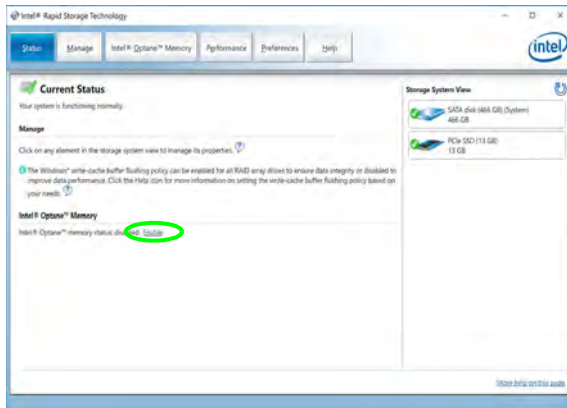 Intel® Rapid Storage Technology
Status
Manage
Intel® Optane™ Memory
Performance
Preferences
Help
intel
Current Status
Your system is functioning normally.
Manage
Click on any element in the storage system view to manage its properties.
The Windows* write-cache buffer flushing policy can be enabled for all RAID array drives to ensure data integrity or disabled to
improve data performance. Click the Help icon for more information on setting the write-cache buffer flushing policy based on
your needs.
Intel® Optane™ Memory
Intel® Optane™ memory status: disabled. Enable
Storage System View
SATA disk (466 GB) (System)
466 GB
PCIe SSD (13 GB)
13 GB
More help on this page